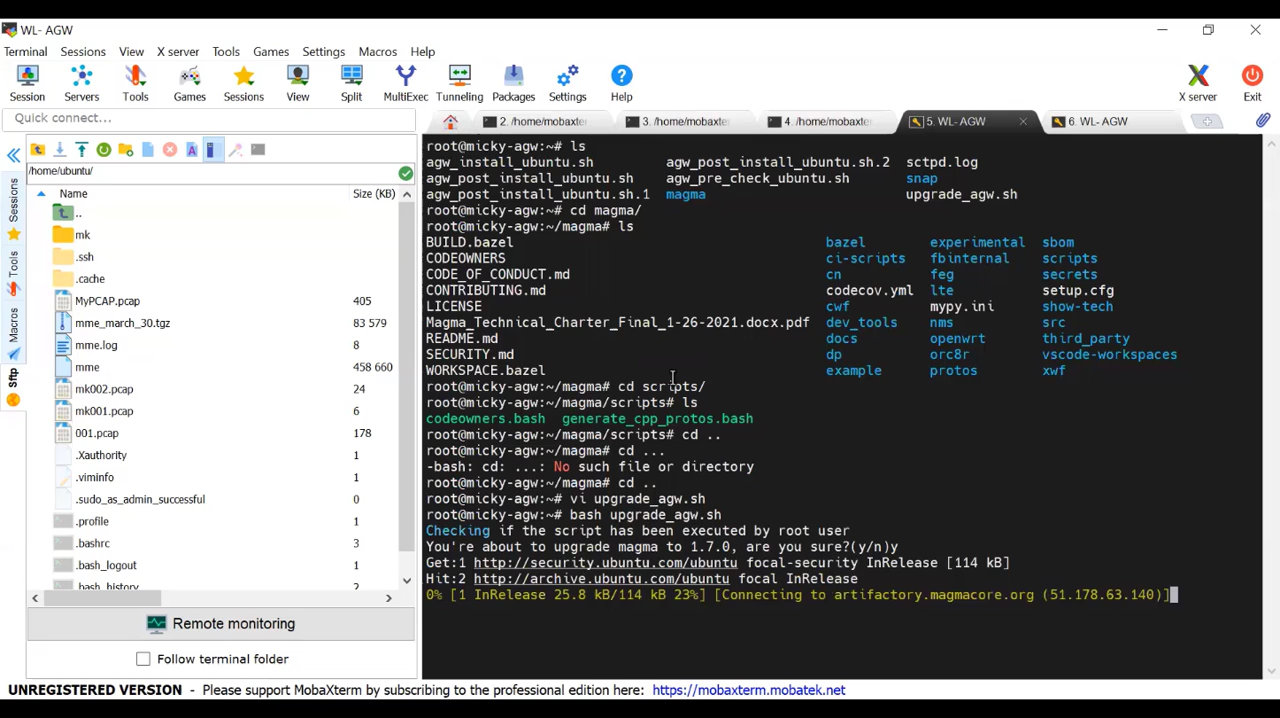 WL- AGW
Terminal Sessions View X server Tools Games Settings Macros Help
Session Servers Tools Games Sessions View Split MultiExec Tunneling Packages Settings Help X server Exit
Quick connect...
2. /home/mobaxte
3. /home/mobaxter
4. /home/mobaxter
5. WL- AGW
6. WL- AGW
Sessions
Tools
Macros
Sftp
/home/ubuntu/
Name Size (KB)
..
mk
.ssh
.cache
MyPCAP.pcap 405
mme_march_30.tgz 83 579
mme.log 8
mme 458 660
mk002.pcap 24
mk001.pcap 6
001.pcap 178
.Xauthority 1
.viminfo 1
.sudo_as_admin_successful 0
.profile 1
.bashrc 3
.bash_logout 1
.bash_history
Remote monitoring
Follow terminal folder
root@micky-agw:~# ls
agw_install_ubuntu.sh agw_post_install_ubuntu.sh.2 sctpd.log
agw_post_install_ubuntu.sh agw_pre_check_ubuntu.sh snap
agw_post_install_ubuntu.sh.1 magma upgrade_agw.sh
root@micky-agw:~# cd magma/
root@micky-agw:~/magma# ls
BUILD.bazel bazel experimental sbom
CODEOWNERS ci-scripts fbinternal scripts
CODE_OF_CONDUCT.md cn feg secrets
CONTRIBUTING.md codecov.yml lte setup.cfg
LICENSE cwf mypy.ini show-tech
Magma_Technical_Charter_Final_1-26-2021.docx.pdf dev_tools nms src
README.md docs openwrt third_party
SECURITY.md dp orc8r vscode-workspaces
WORKSPACE.bazel example protos xwf
root@micky-agw:~/magma# cd scripts/
root@micky-agw:~/magma/scripts# ls
codeowners.bash generate_cpp_protos.bash
root@micky-agw:~/magma/scripts# cd ..
root@micky-agw:~/magma# cd ...
-bash: cd: ...: No such file or directory
root@micky-agw:~/magma# cd ..
root@micky-agw:~# vi upgrade_agw.sh
root@micky-agw:~# bash upgrade_agw.sh
Checking if the script has been executed by root user
You're about to upgrade magma to 1.7.0, are you sure?(y/n)y
Get:1 http://security.ubuntu.com/ubuntu focal-security InRelease [114 kB]
Hit:2 http://archive.ubuntu.com/ubuntu focal InRelease
0% [1 InRelease 25.8 kB/114 kB 23%] [Connecting to artifactory.magmacore.org (51.178.63.140)]
UNREGISTERED VERSION - Please support MobaXterm by subscribing to the professional edition here: https://mobaxterm.mobatek.net